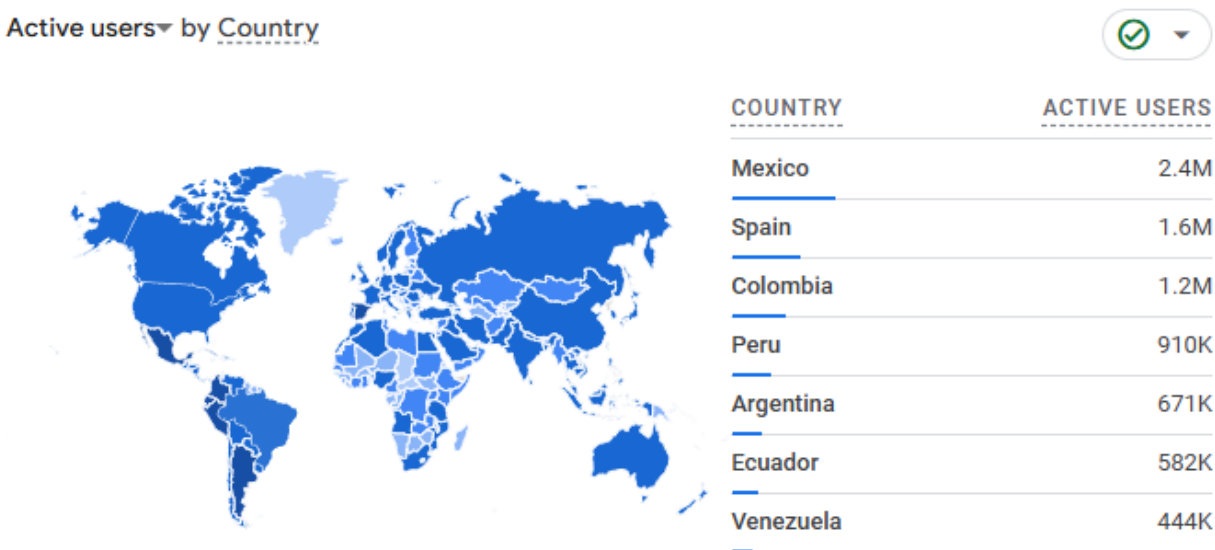 Active users by Country
COUNTRY ACTIVE USERS
Mexico 2.4M
Spain 1.6M
Colombia 1.2M
Peru 910K
Argentina 671K
Ecuador 582K
Venezuela 444K